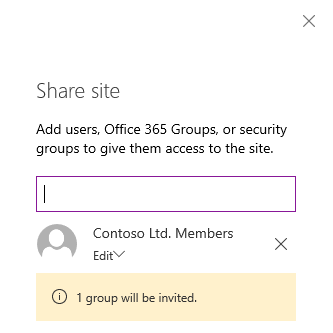 Share site
Add users, Office 365 Groups, or security
groups to give them access to the site.
Contoso Ltd. Members
Edit
1 group will be invited.